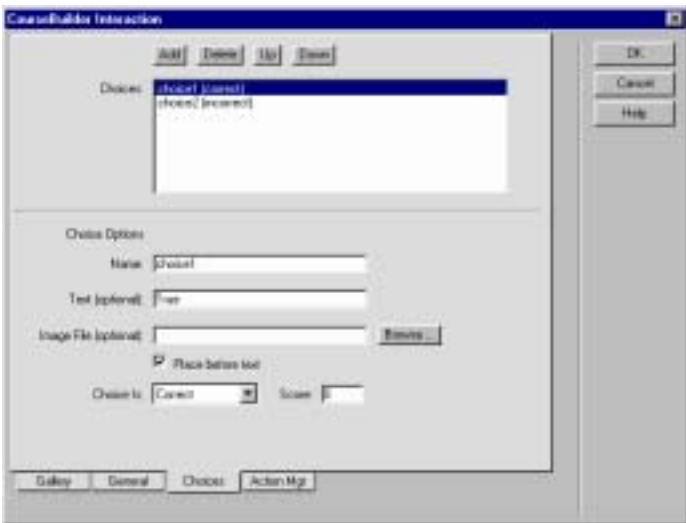 CourseBuilder Interaction
Add Delete Up Down
OK
Cancel
Help
Choices:
choice1 (correct)
choice2 (incorrect)
Choice Options
Name: choice1
Text (optional): True
Image File (optional): Browse...
Place before text
Choice Is: Correct Score: 0
Gallery General Choices Action Mgr